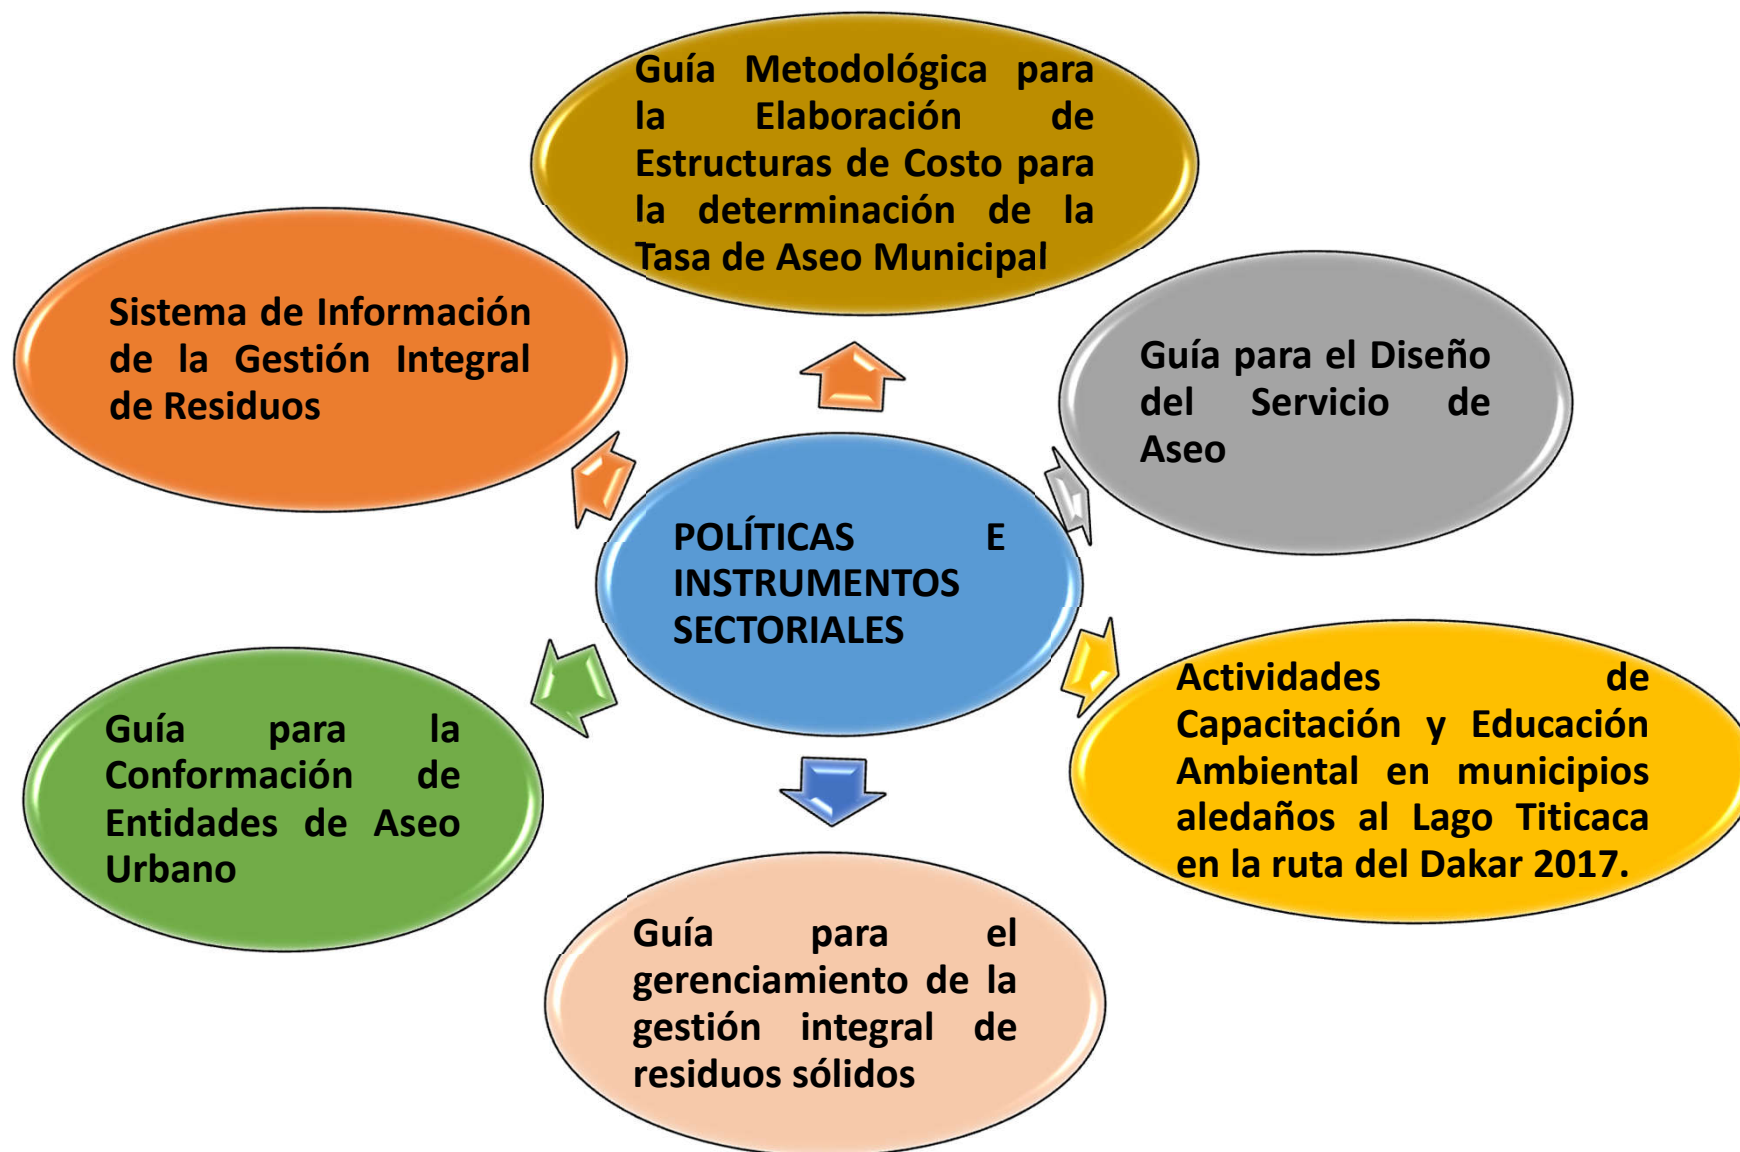 Guía Metodológica para
la Elaboración de
Estructuras de Costo para
la determinación de la
Tasa de Aseo Municipal
Sistema de Información
de la Gestión Integral
de Residuos
Guía para el Diseño
del Servicio de
Aseo
POLÍTICAS E
INSTRUMENTOS
SECTORIALES
Guía para la
Conformación de
Entidades de Aseo
Urbano
Actividades de
Capacitación y Educación
Ambiental en municipios
aledaños al Lago Titicaca
en la ruta del Dakar 2017.
Guía para el
gerenciamiento de la
gestión integral de
residuos sólidos